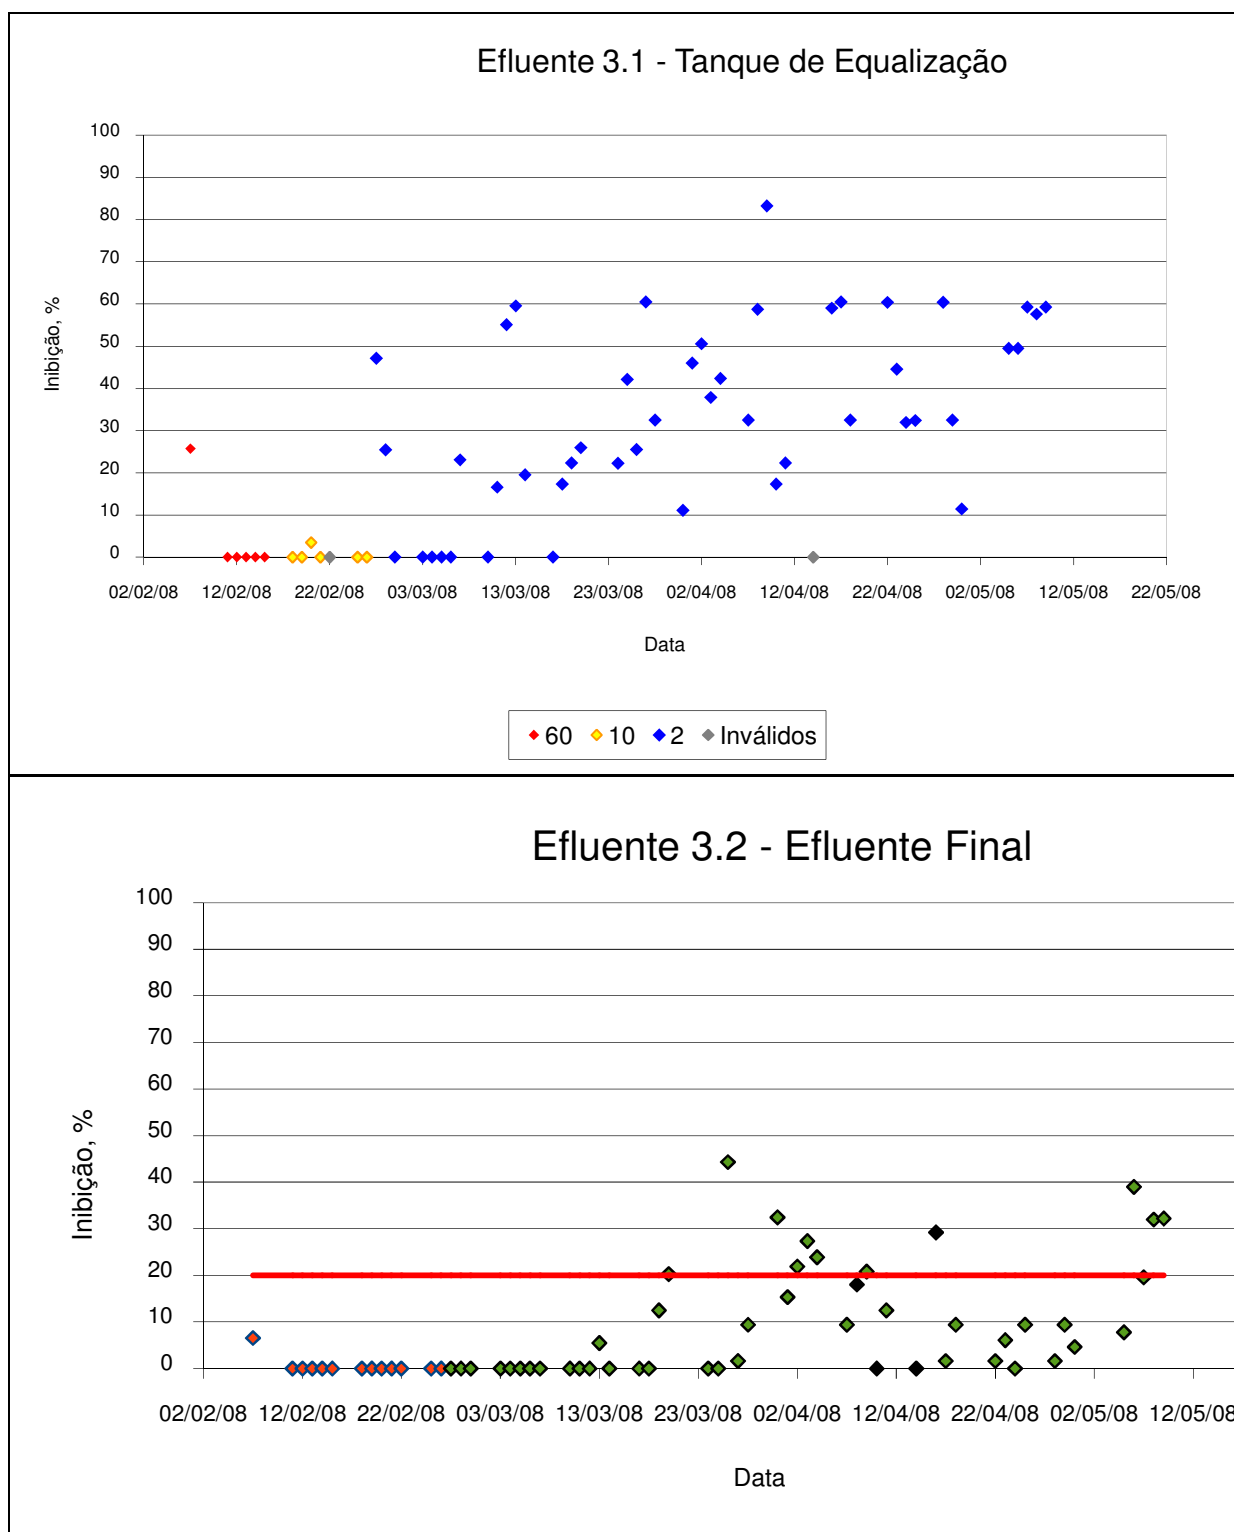 Efluente 3.1 - Tanque de Equalização
100
90
80
70
60
50
40
30
20
10
0
Inibição, %
02/02/08 12/02/08 22/02/08 03/03/08 13/03/08 23/03/08 02/04/08 12/04/08 22/04/08 02/05/08 12/05/08 22/05/08
Data
60 10 2 Inválidos
Efluente 3.2 - Efluente Final
100
90
80
70
60
50
40
30
20
10
0
Inibição, %
02/02/08 12/02/08 22/02/08 03/03/08 13/03/08 23/03/08 02/04/08 12/04/08 22/04/08 02/05/08 12/05/08
Data